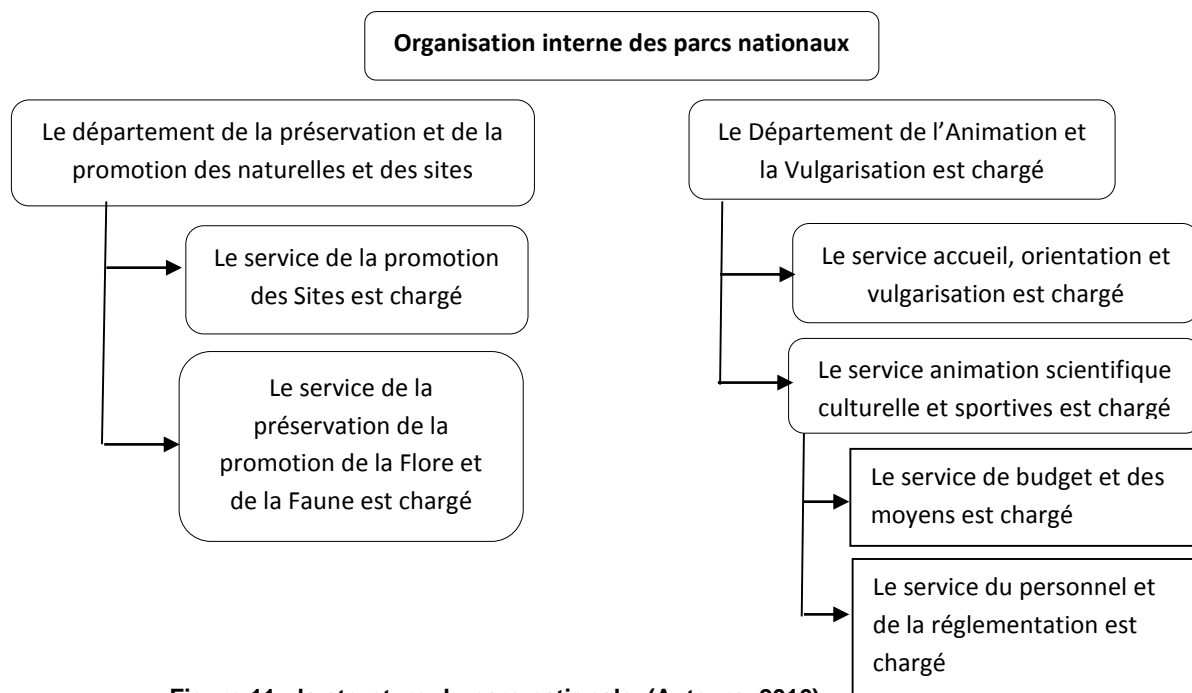 Organisation interne des parcs nationaux
Le département de la préservation et de la
promotion des naturelles et des sites
Le service de la promotion
des Sites est chargé
Le service de la
préservation de la
promotion de la Flore et
de la Faune est chargé
Le Département de l’Animation et
la Vulgarisation est chargé
Le service accueil, orientation et
vulgarisation est chargé
Le service animation scientifique
culturelle et sportives est chargé
Le service de budget et des
moyens est chargé
Le service du personnel et
de la réglementation est
chargé